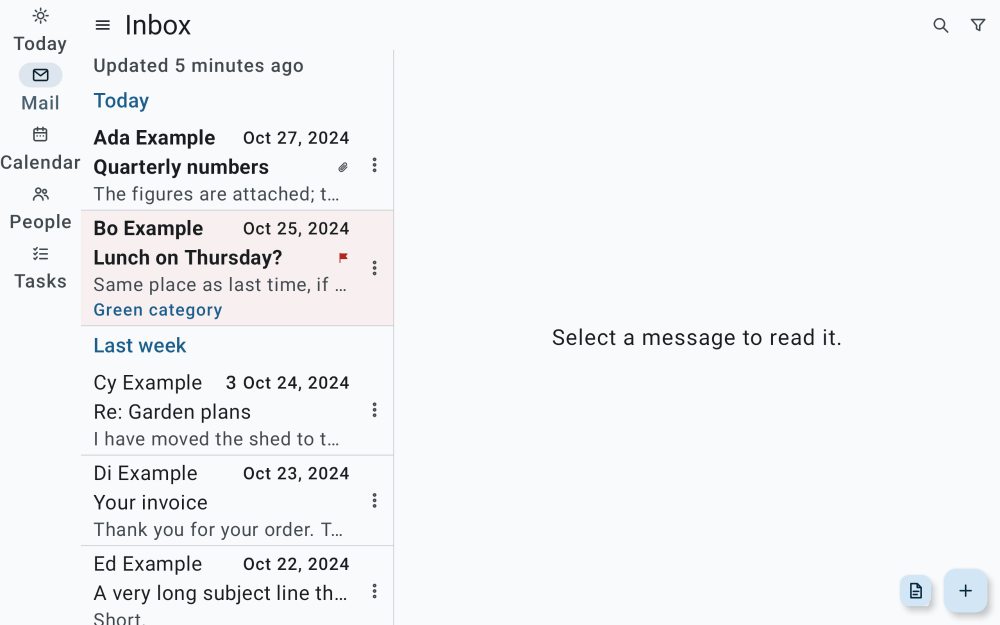 Today
Mail
Calendar
People
Tasks
Inbox
Updated 5 minutes ago
Today
Ada Example Oct 27, 2024
Quarterly numbers
The figures are attached; t…
Bo Example Oct 25, 2024
Lunch on Thursday?
Same place as last time, if …
Green category
Last week
Cy Example 3 Oct 24, 2024
Re: Garden plans
I have moved the shed to t…
Di Example Oct 23, 2024
Your invoice
Thank you for your order. T…
Ed Example Oct 22, 2024
A very long subject line th…
Short.
Select a message to read it.